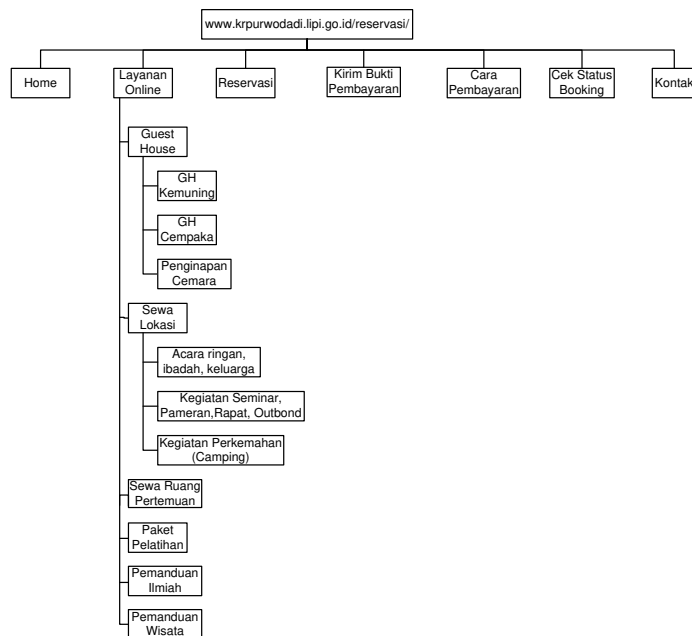 www.krpurwodadi.lipi.go.id/reservasi/
Home
Layanan
Online
Reservasi
Kirim Bukti
Pembayaran
Cara
Pembayaran
Cek Status
Booking
Kontak
Guest
House
GH
Kemuning
GH
Cempaka
Penginapan
Cemara
Sewa
Lokasi
Acara ringan,
ibadah, keluarga
Kegiatan Seminar,
Pameran,Rapat, Outbond
Kegiatan Perkemahan
(Camping)
Sewa Ruang
Pertemuan
Paket
Pelatihan
Pemanduan
Ilmiah
Pemanduan
Wisata